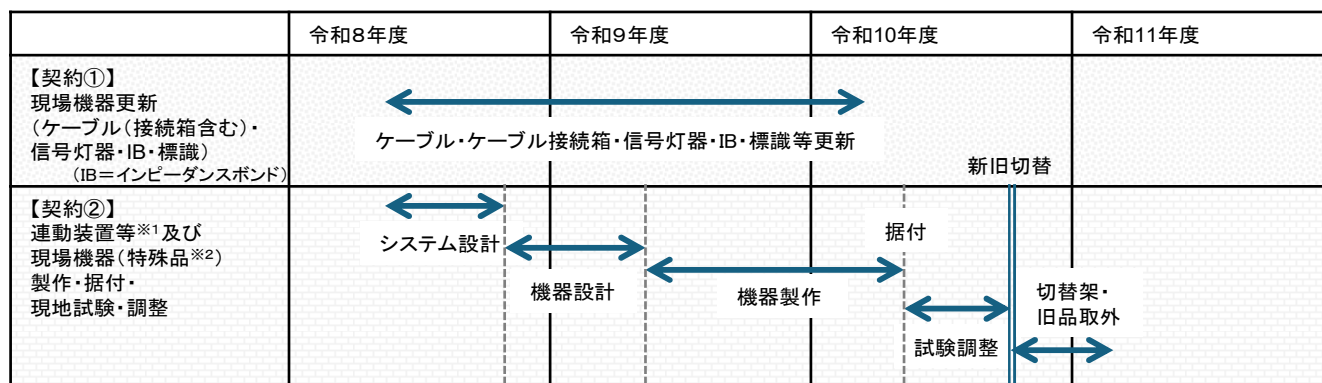 令和8年度
令和9年度
令和10年度
令和11年度
【契約①】
現場機器更新
(ケーブル(接続箱含む)・
信号灯器・IB・標識)
(IB=インピーダンスボンド)
ケーブル・ケーブル接続箱・信号灯器・IB・標識等更新
新旧切替
【契約②】
連動装置等※1及び
現場機器(特殊品※2)
製作・据付・
現地試験・調整
システム設計
機器設計
機器製作
据付
試験調整
切替架・
旧品取外